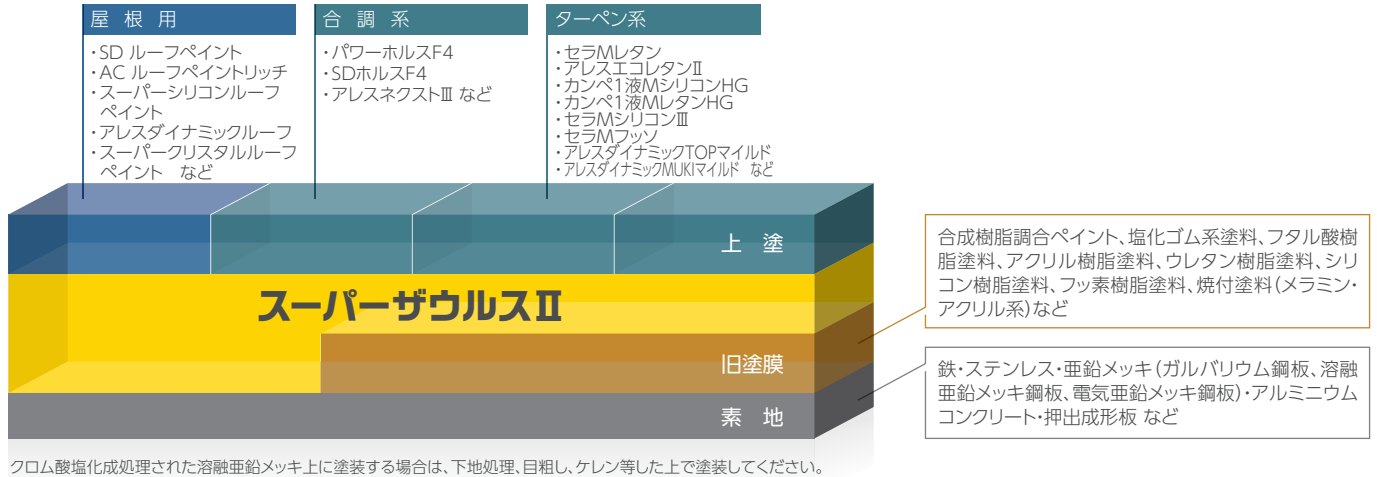 屋根用
・SD ルーフペイント
・AC ルーフペイントリッチ
・スーパーシリコンルーフ
ペイント
・アレスダイナミックルーフ
・スーパークリスタルルーフ
ペイント など
合調系
・パワーホルスF4
・SDホルスF4
・アレスネクストⅢ など
ターペン系
・セラMレタン
・アレスエコレタンⅡ
・カンペ1液MシリコンHG
・カンペ1液MレタンHG
・セラMシリコンⅢ
・セラMフッソ
・アレスダイナミックTOPマイルド
・アレスダイナミックMUKIマイルド など
上塗
スーパーザウルスⅡ
旧塗膜
素地
合成樹脂調合ペイント、塩化ゴム系塗料、フタル酸樹
脂塗料、アクリル樹脂塗料、ウレタン樹脂塗料、シリ
コン樹脂塗料、フッ素樹脂塗料、焼付塗料(メラミン・
アクリル系)など
鉄・ステンレス・亜鉛メッキ(ガルバリウム鋼板、溶融
亜鉛メッキ鋼板、電気亜鉛メッキ鋼板)・アルミニウム
コンクリート・押出成形板 など
クロム酸塩化成処理された溶融亜鉛メッキ上に塗装する場合は、下地処理、目粗し、ケレン等した上で塗装してください。